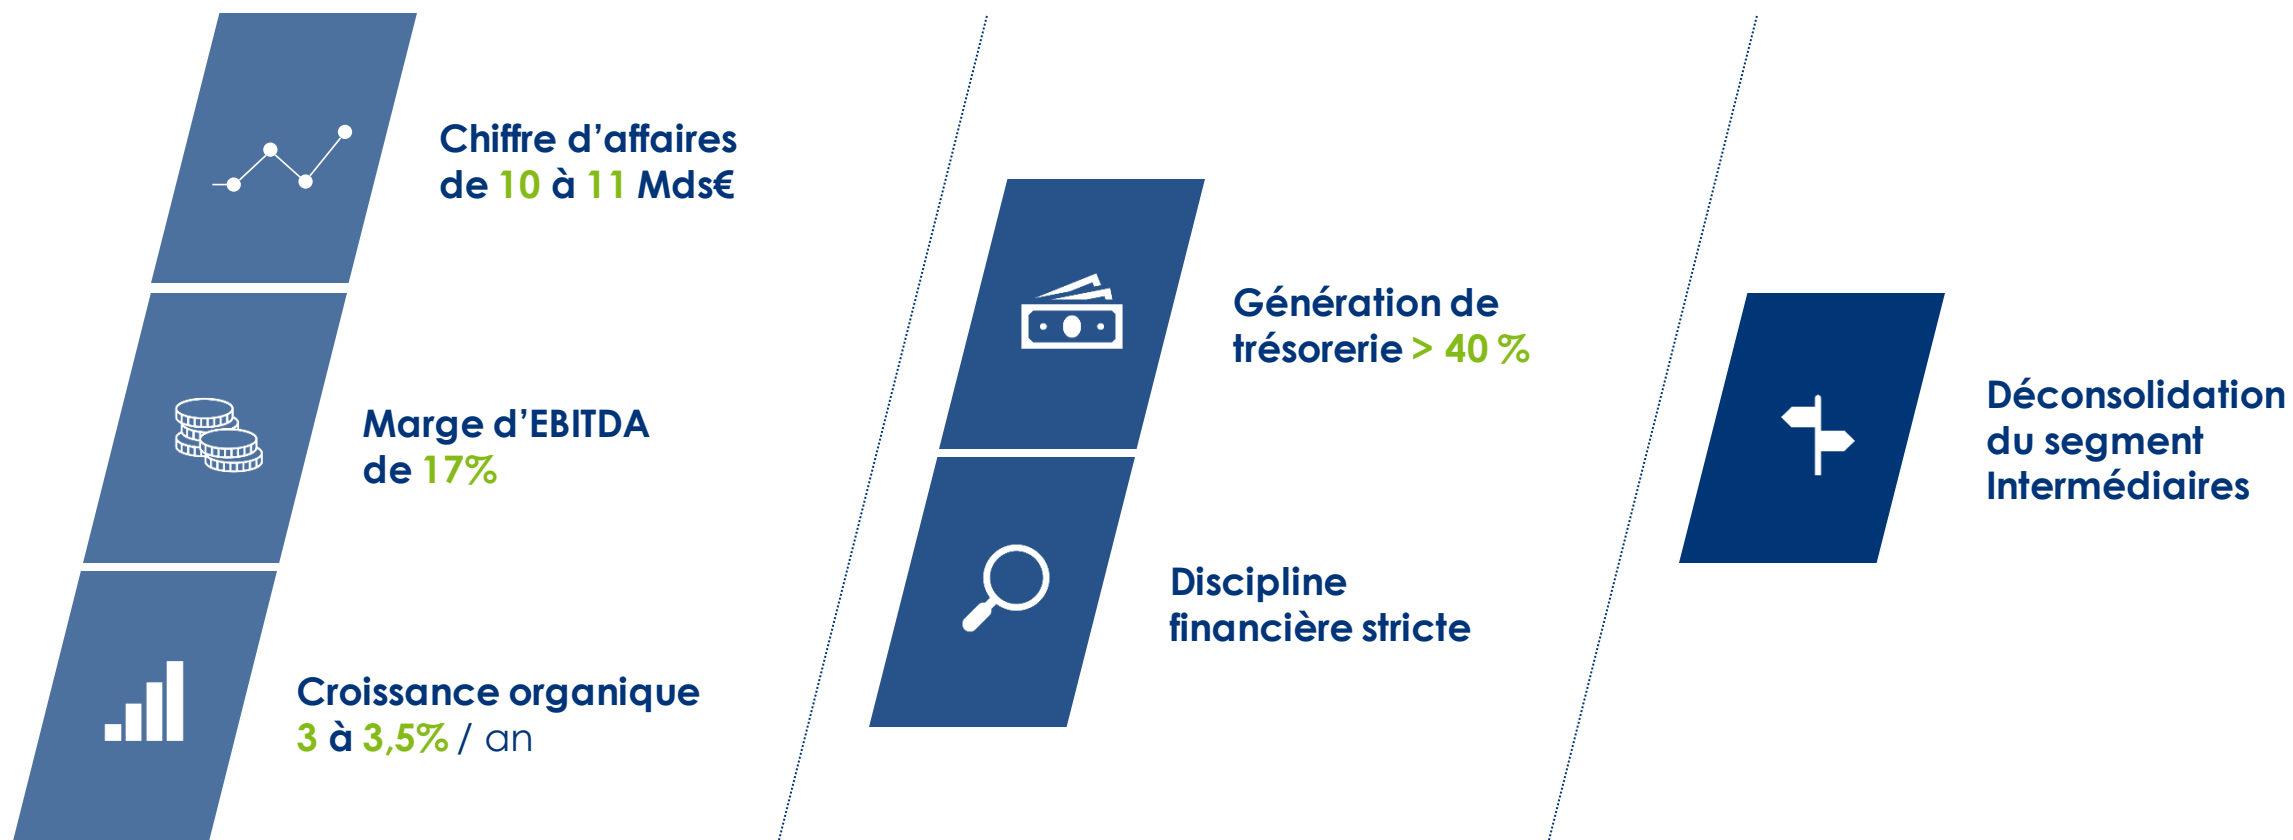 Chiffre d’affaires
de 10 à 11 Mds€
Marge d’EBITDA
de 17%
Croissance organique
3 à 3,5% / an
Génération de
trésorerie > 40 %
Discipline
financière stricte
Déconsolidation
du segment
Intermédiaires